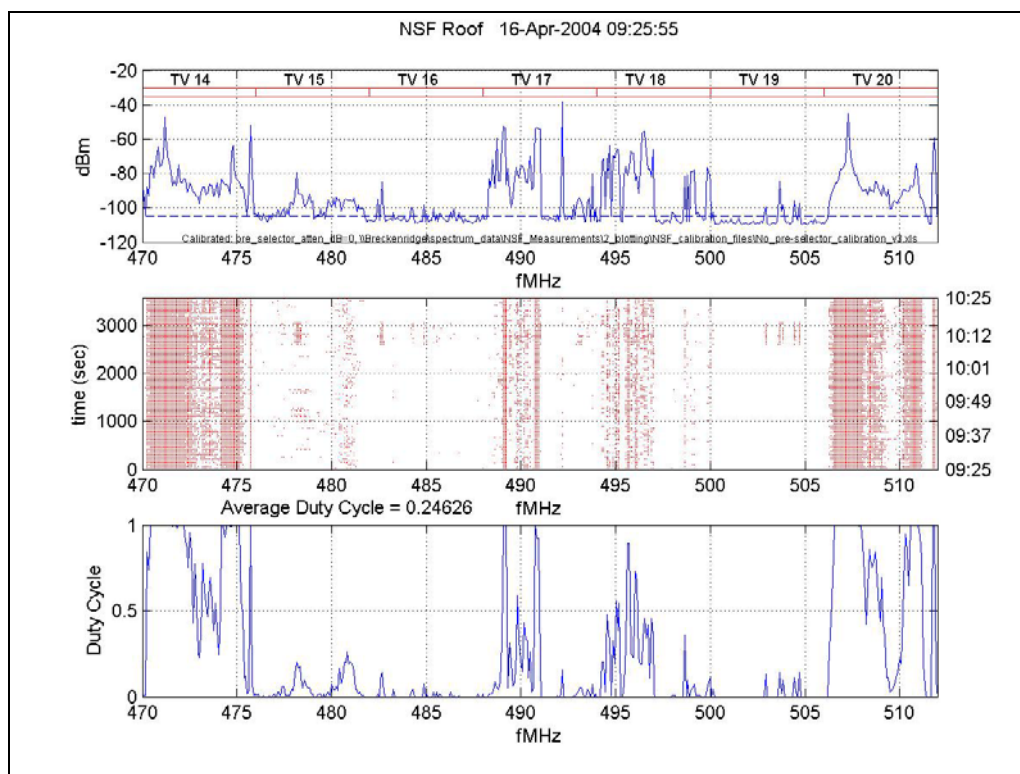 NSF Roof 16-Apr-2004 09:25:55
-20
TV 14 TV 15 TV 16 TV 17 TV 18 TV 19 TV 20
-40
-60
dBm
-80
-100
Calibrated: pre_selector_atten_dB=0, \\Breckenridge\spectrum_data\NSF_Measurements\2_plotting\NSF_calibration_files\No_pre-selector_calibration_v3.xls
-120
470 475 480 485 490 495 500 505 510
fMHz
10:25
3000 10:12
time (sec)
2000 10:01
09:49
1000 09:37
0 09:25
470 475 480 485 490 495 500 505 510
Average Duty Cycle = 0.24626 fMHz
1
Duty Cycle
0.5
0
470 475 480 485 490 495 500 505 510
fMHz